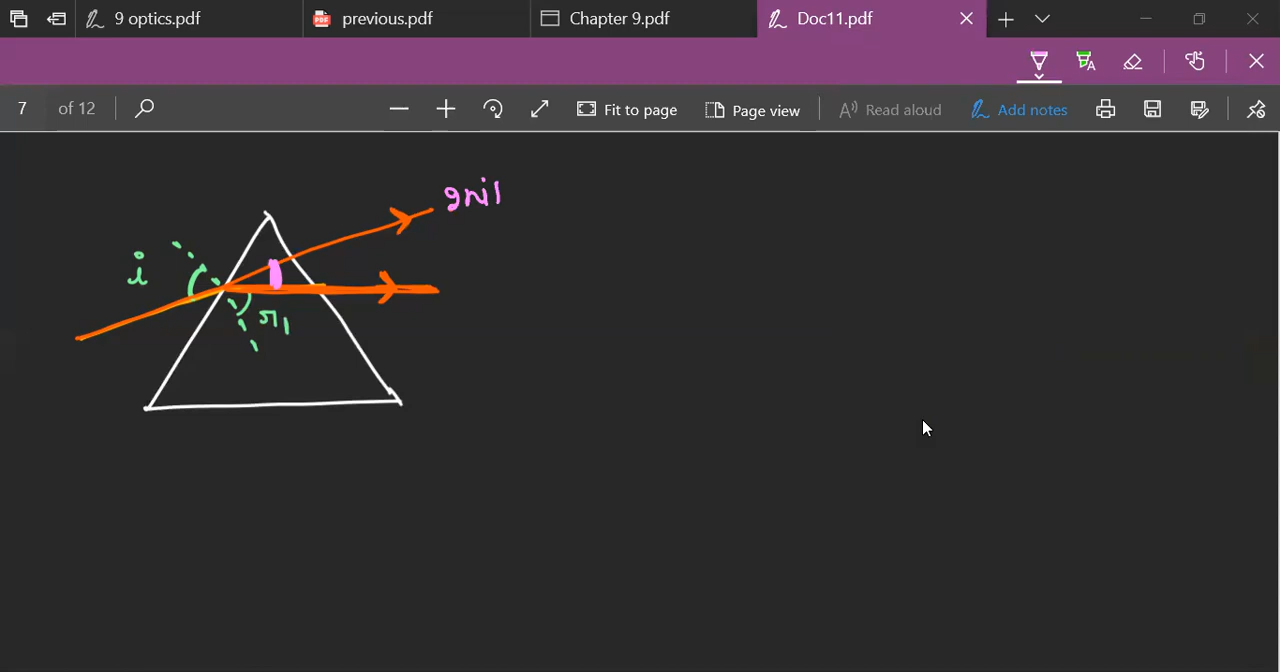 9 optics.pdf
previous.pdf
Chapter 9.pdf
Doc11.pdf
7 of 12
Fit to page
Page view
Read aloud
Add notes
i
r1